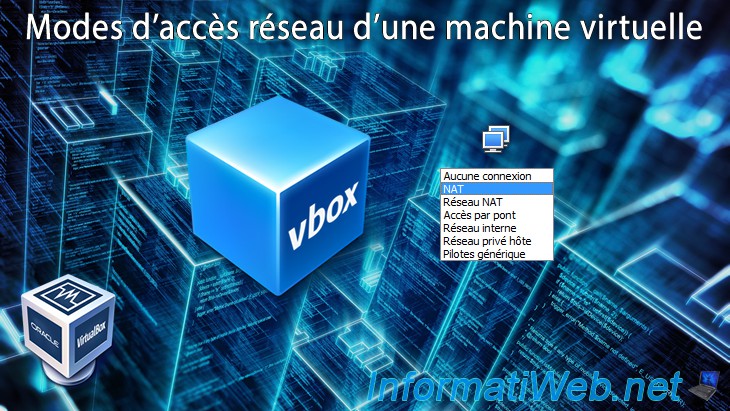 Modes d'accès réseau d'une machine virtuelle
vbox
Aucune connexion
NAT
Réseau NAT
Accès par pont
Réseau interne
Réseau privé hôte
Pilotes générique
ORACLE
VirtualBox
InformatiWeb.net